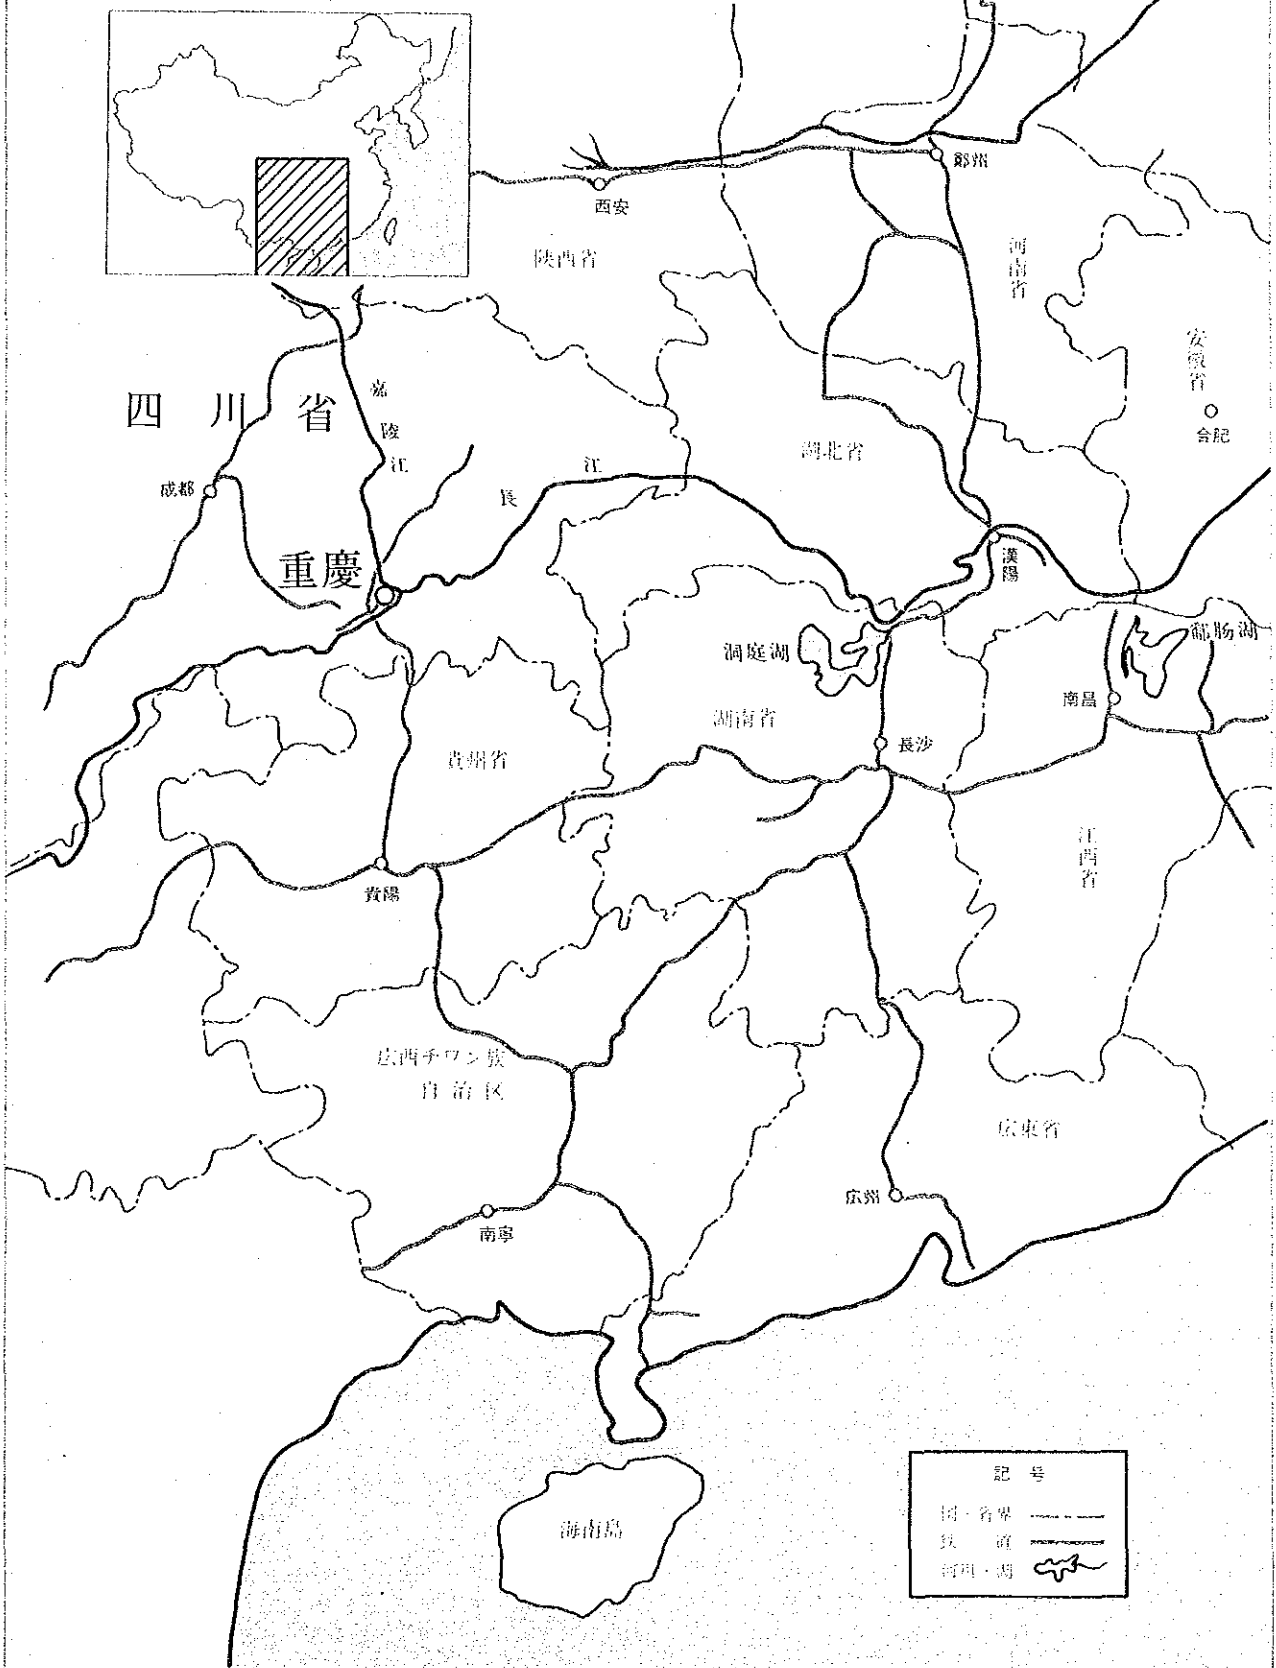 鄭州
西安
陝西省
河南省
安徽省
合肥
四川省
嘉陵江
長江
湖北省
成都
重慶
漢陽
洞庭湖
南昌
湖南省
長沙
貴州省
江西省
貴陽
広西チワン族
自治区
広東省
広州
南寧
海南島
記号
国・省界
鉄道
河川・湖